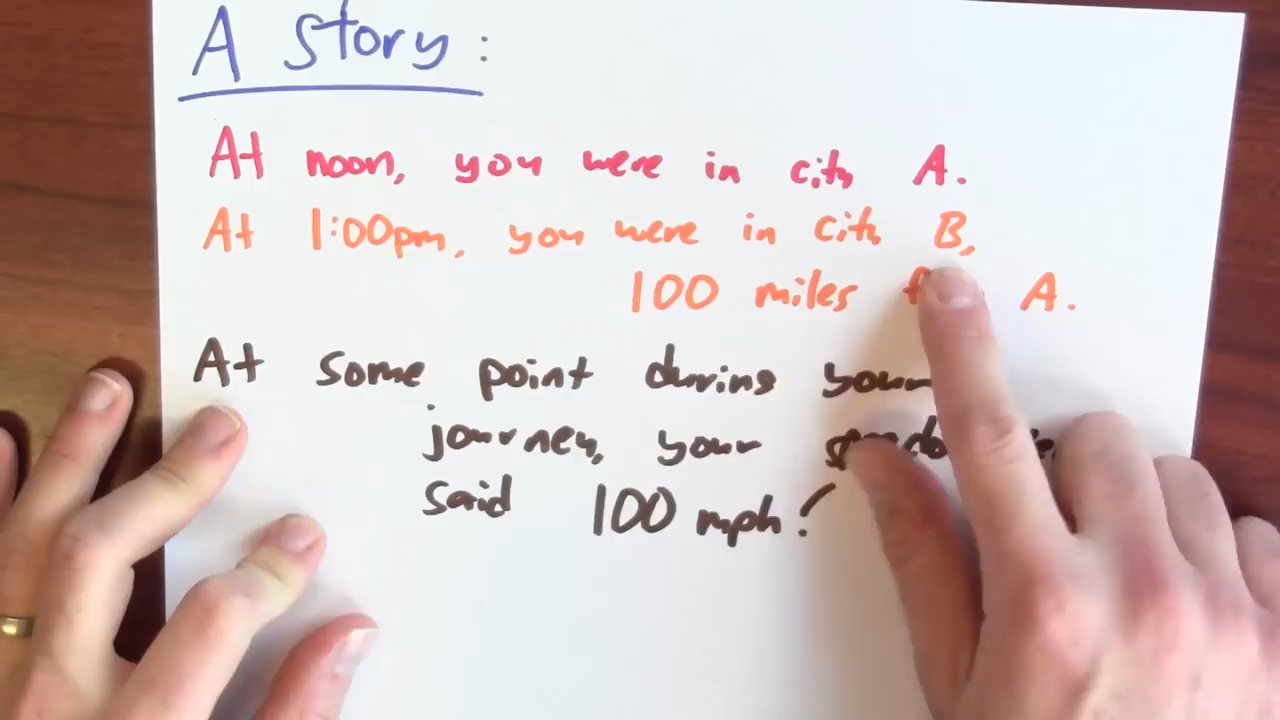 A Story:
At noon, you were in city A.
At 1:00pm, you were in city B,
100 miles A.
At some point during your
journey, your
said 100 mph!